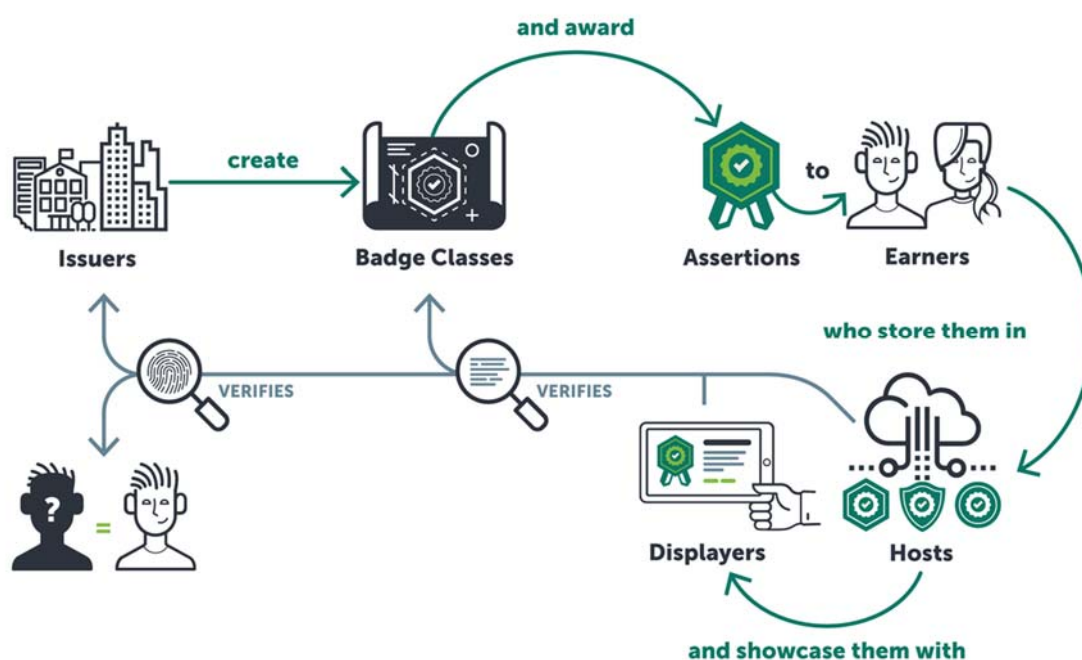 and award
create
to
Issuers
Badge Classes
Assertions
Earners
who store them in
VERIFIES
VERIFIES
?
=
Displayers
Hosts
and showcase them with